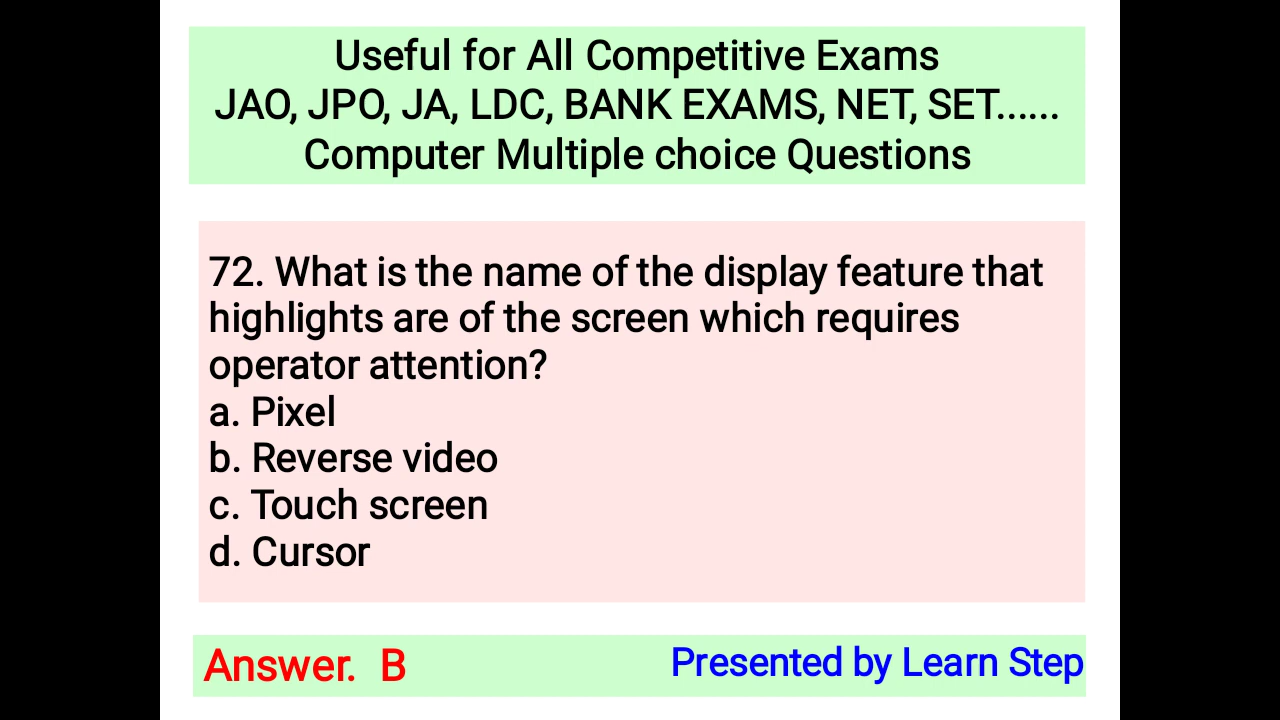 Useful for All Competitive Exams
JAO, JPO, JA, LDC, BANK EXAMS, NET, SET......
Computer Multiple choice Questions
72. What is the name of the display feature that
highlights are of the screen which requires
operator attention?
a. Pixel
b. Reverse video
c. Touch screen
d. Cursor
Answer. B
Presented by Learn Step